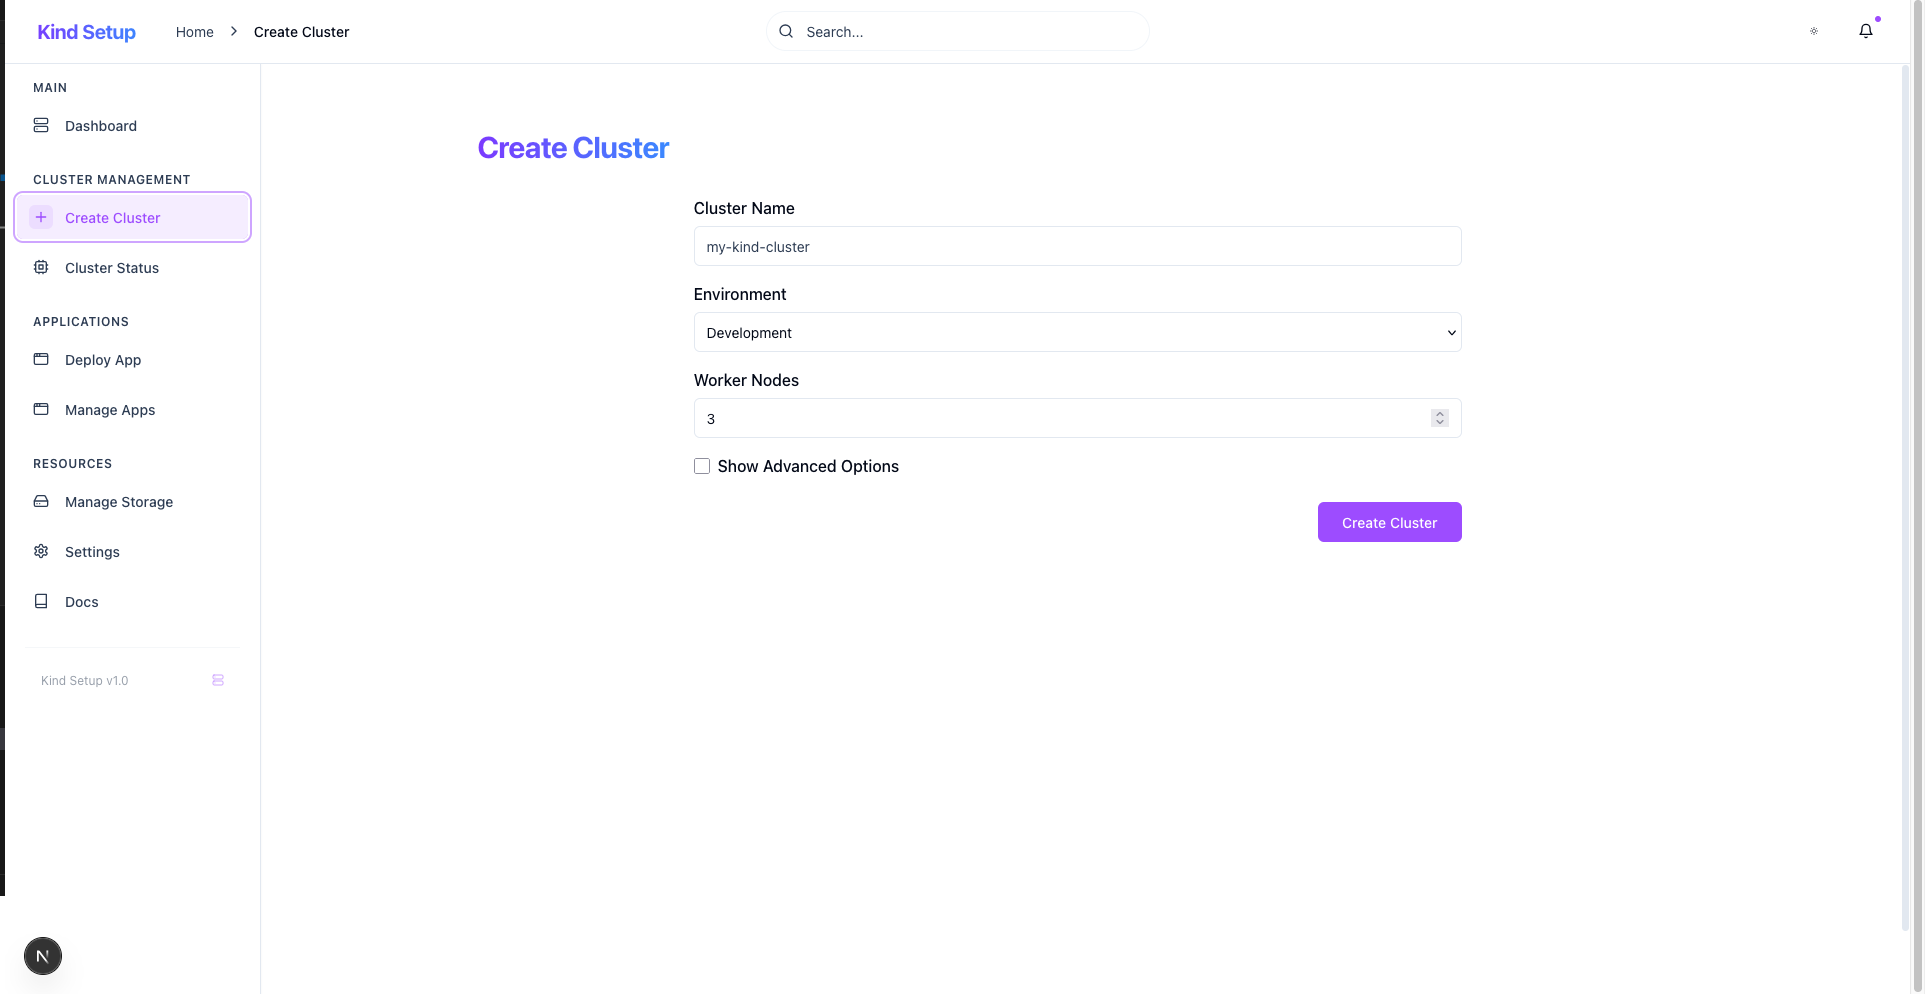 Kind Setup
Home > Create Cluster
Search...
MAIN
Dashboard
CLUSTER MANAGEMENT
Create Cluster
Cluster Status
APPLICATIONS
Deploy App
Manage Apps
RESOURCES
Manage Storage
Settings
Docs
Kind Setup v1.0
N
Create Cluster
Cluster Name
my-kind-cluster
Environment
Development
Worker Nodes
3
Show Advanced Options
Create Cluster